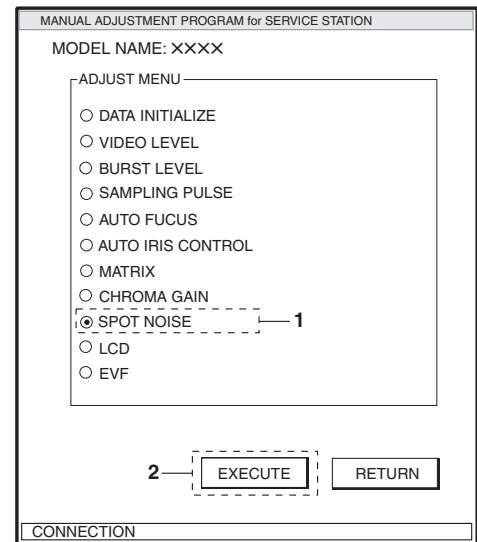 MANUAL ADJUSTMENT PROGRAM for SERVICE STATION
MODEL NAME: ××××
ADJUST MENU
DATA INITIALIZE
VIDEO LEVEL
BURST LEVEL
SAMPLING PULSE
AUTO FUCUS
AUTO IRIS CONTROL
MATRIX
CHROMA GAIN
SPOT NOISE 1
LCD
EVF
2 EXECUTE RETURN
CONNECTION